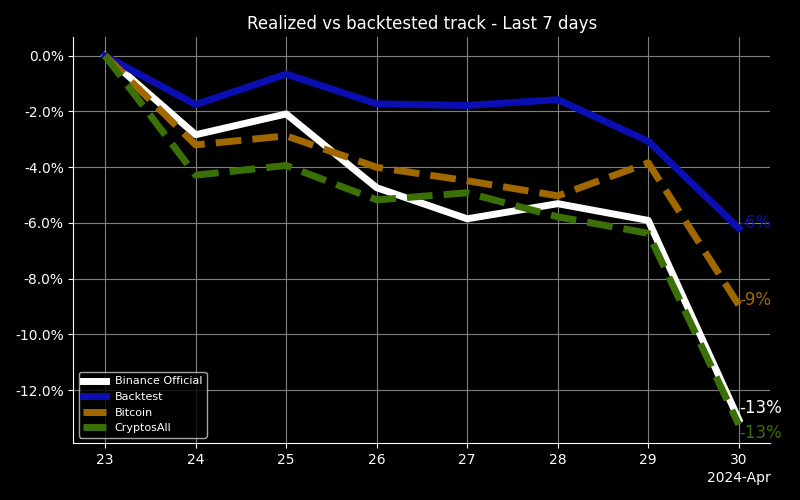 Realized vs backtested track - Last 7 days
0.0%
-2.0%
-4.0%
-6.0%
-8.0%
-10.0%
-12.0%
-6%
-9%
-13%
-13%
Binance Official
Backtest
Bitcoin
CryptosAll
23 24 25 26 27 28 29 30
2024-Apr